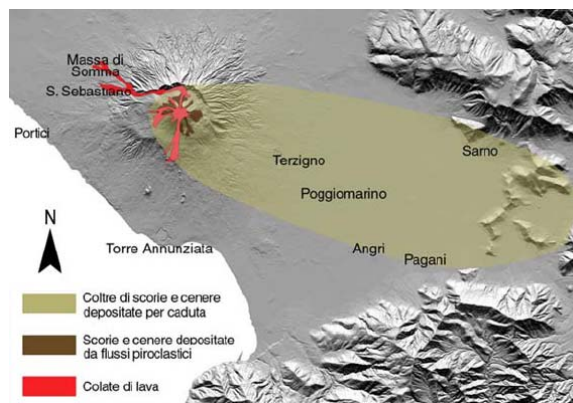 Massa di
Somma
S. Sebastiano
Portici
Terzigno
Sarno
Poggiomarino
N
Torre Annunziata
Angri
Pagani
Coltre di scorie e cenere
depositate per caduta
Scorie e cenere depositate
da flussi piroclastici
Colate di lava